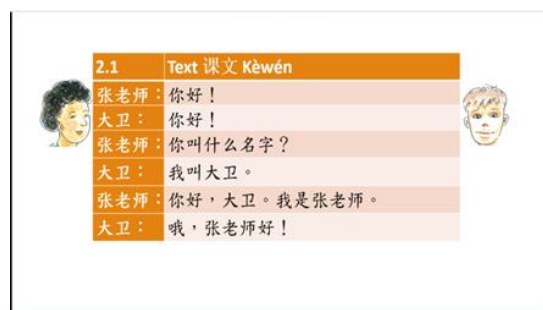 2.1 Text 课文 Kèwén
张老师：你好！
大卫： 你好！
张老师：你叫什么名字？
大卫： 我叫大卫。
张老师：你好，大卫。我是张老师。
大卫： 哦，张老师好！